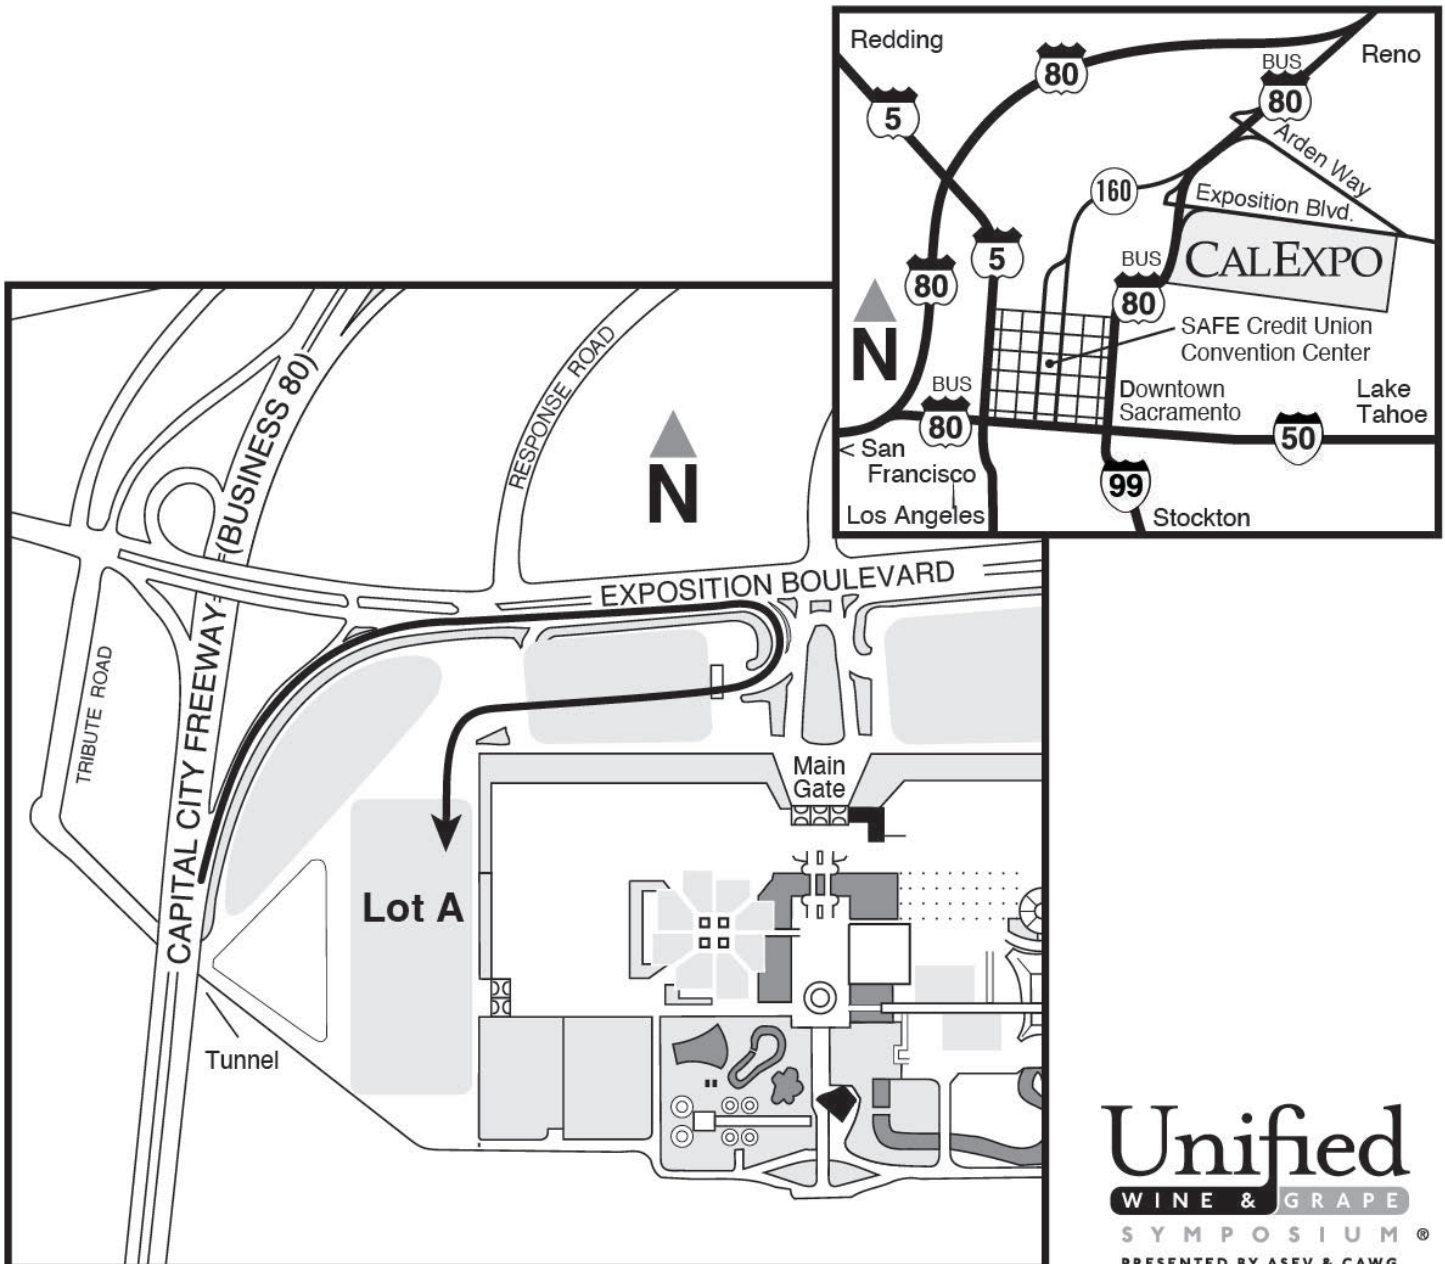 Redding
80
BUS
80
Reno
5
Arden Way
160
Exposition Blvd.
CALEXPO
5
BUS
80
80
N
SAFE Credit Union
Convention Center
BUS
80
Downtown
Sacramento
Lake
Tahoe
50
< San
Francisco
99
Los Angeles
Stockton
CAPITAL CITY FREEWAY (BUSINESS 80)
RESPONSE ROAD
N
EXPOSITION BOULEVARD
TRIBUTE ROAD
Main
Gate
Lot A
Tunnel
Unified
WINE & GRAPE
SYMPOSIUM ®
PRESENTED BY ASEV & CAWG